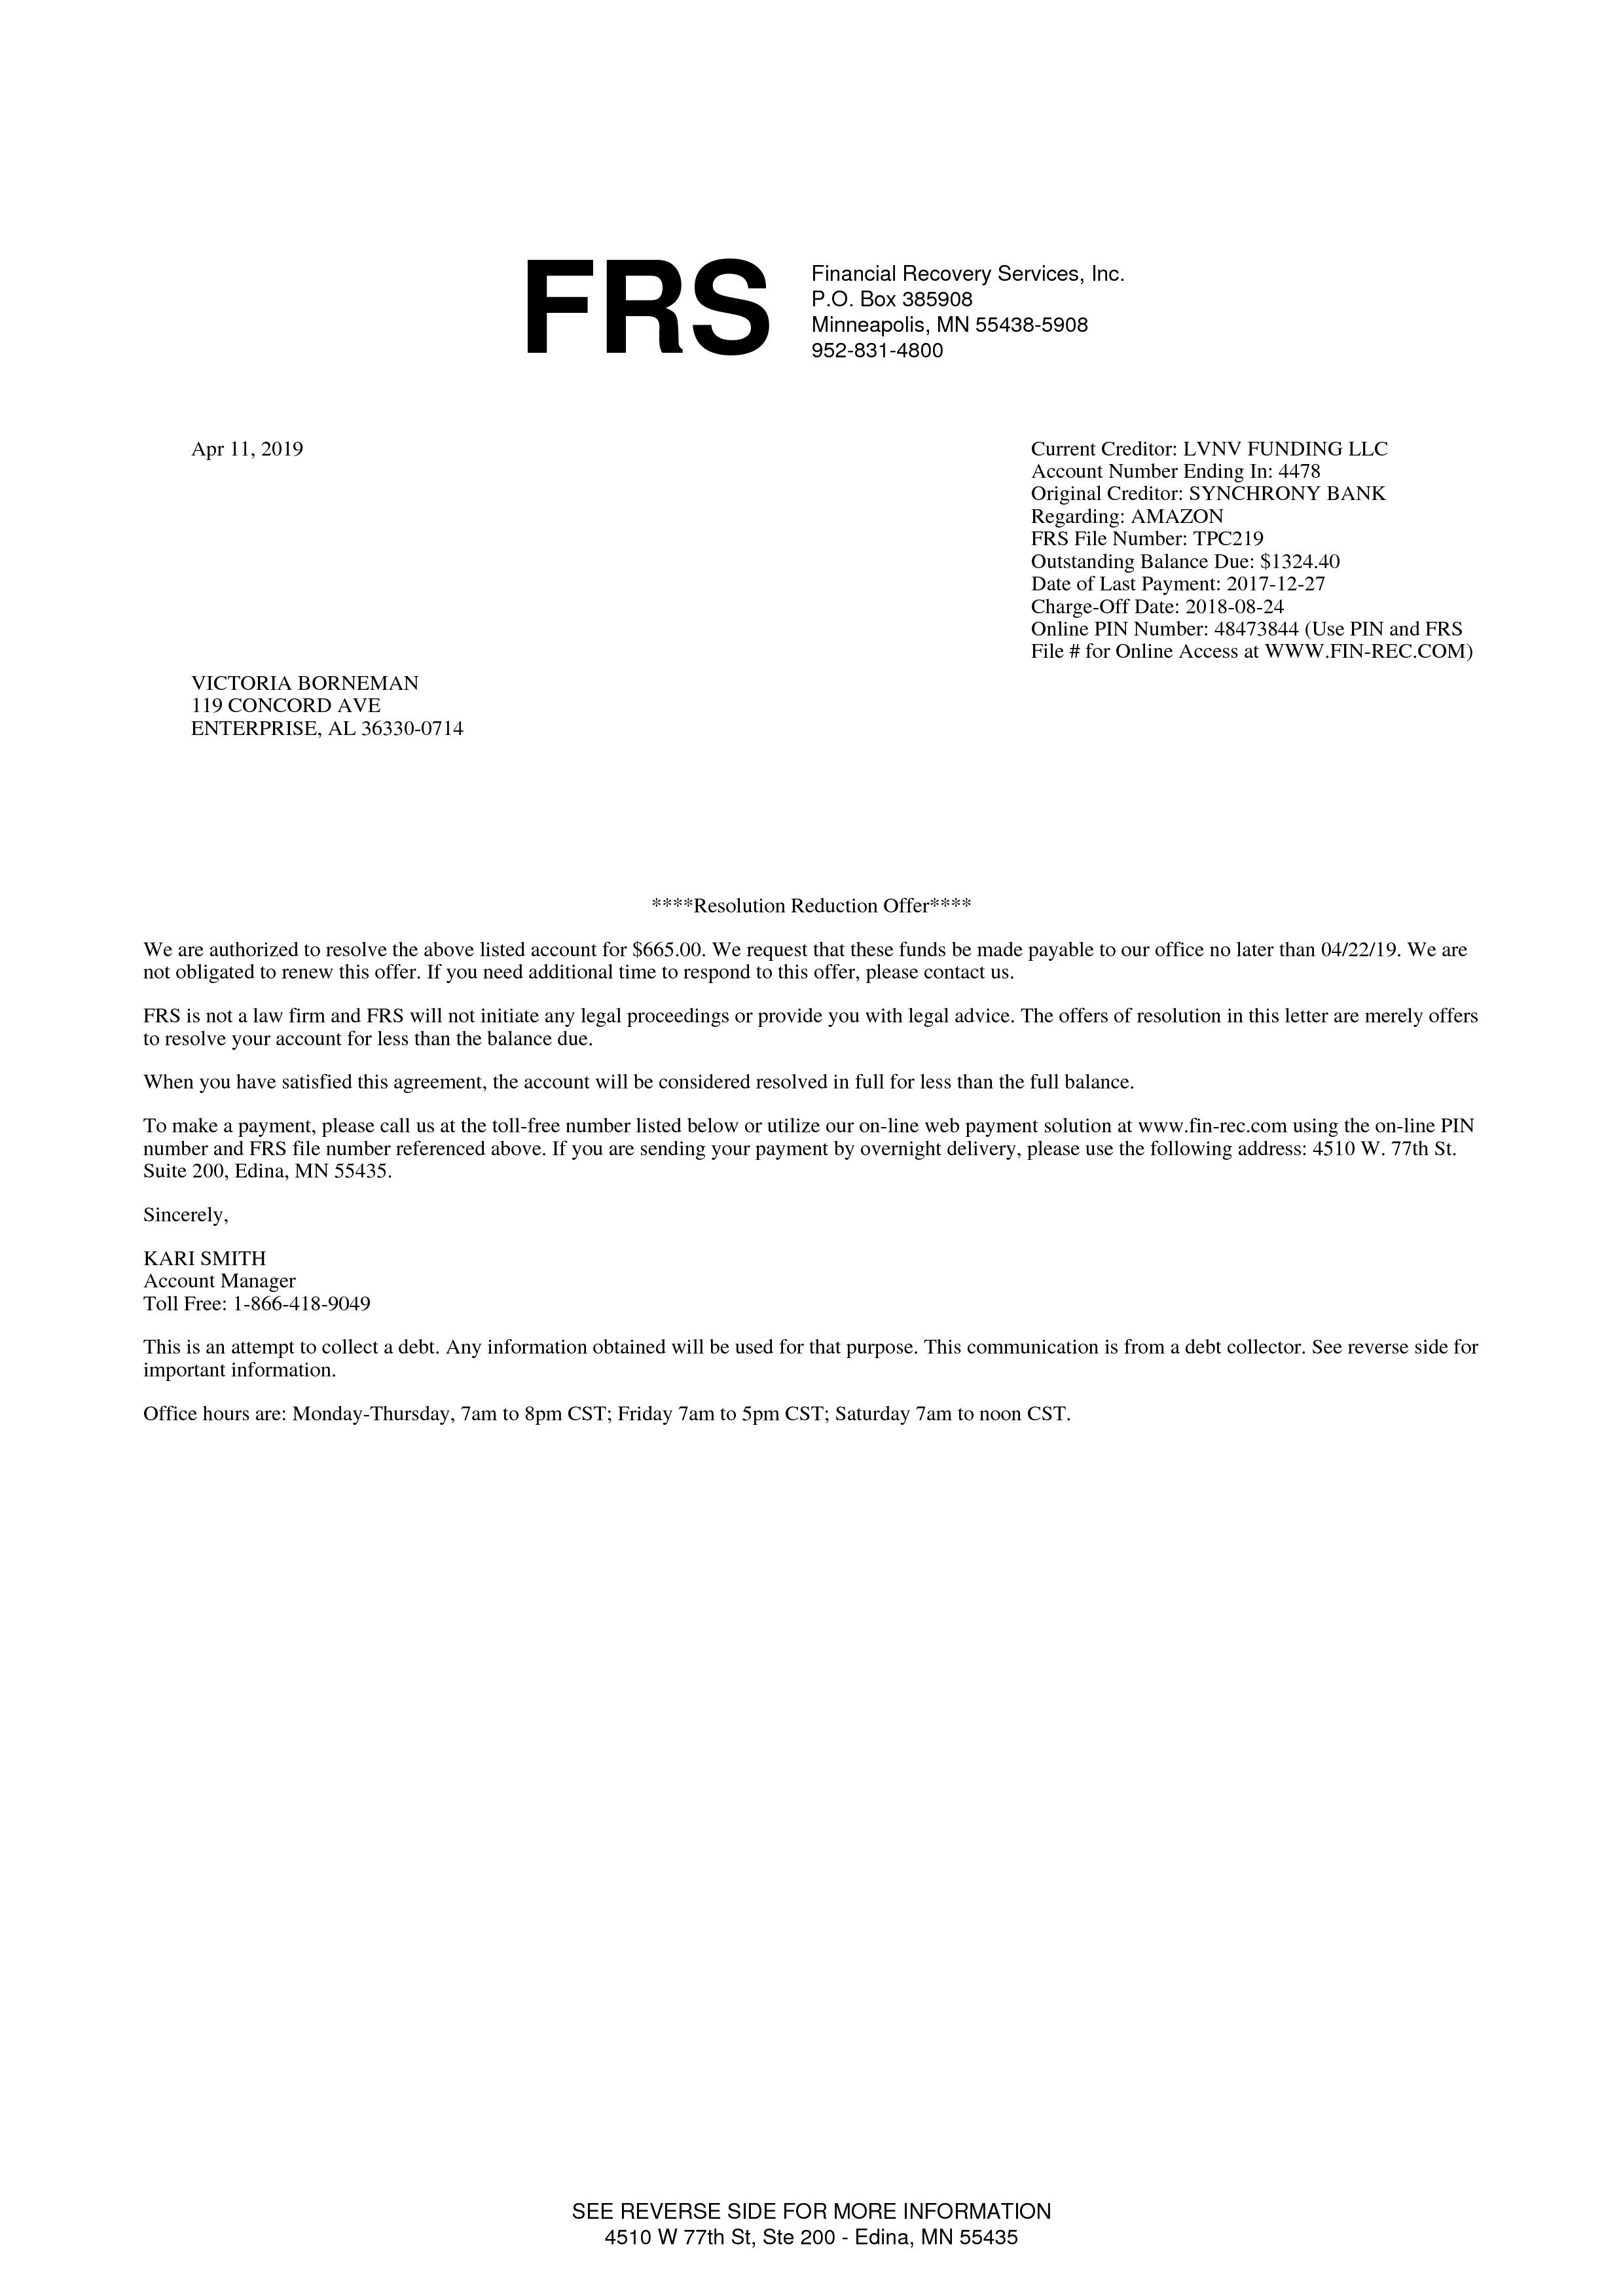 FRS
Financial Recovery Services, Inc.
P.O. Box 385908
Minneapolis, MN 55438-5908
952-831-4800
Apr 11, 2019
Current Creditor: LVNV FUNDING LLC
Account Number Ending In: 4478
Original Creditor: SYNCHRONY BANK
Regarding: AMAZON
FRS File Number: TPC219
Outstanding Balance Due: $1324.40
Date of Last Payment: 2017-12-27
Charge-Off Date: 2018-08-24
Online PIN Number: 48473844 (Use PIN and FRS
File # for Online Access at WWW.FIN-REC.COM)
VICTORIA BORNEMAN
119 CONCORD AVE
ENTERPRISE, AL 36330-0714
****Resolution Reduction Offer****
We are authorized to resolve the above listed account for $665.00. We request that these funds be made payable to our office no later than 04/22/19. We are
not obligated to renew this offer. If you need additional time to respond to this offer, please contact us.
FRS is not a law firm and FRS will not initiate any legal proceedings or provide you with legal advice. The offers of resolution in this letter are merely offers
to resolve your account for less than the balance due.
When you have satisfied this agreement, the account will be considered resolved in full for less than the full balance.
To make a payment, please call us at the toll-free number listed below or utilize our on-line web payment solution at www.fin-rec.com using the on-line PIN
number and FRS file number referenced above. If you are sending your payment by overnight delivery, please use the following address: 4510 W. 77th St.
Suite 200, Edina, MN 55435.
Sincerely,
KARI SMITH
Account Manager
Toll Free: 1-866-418-9049
This is an attempt to collect a debt. Any information obtained will be used for that purpose. This communication is from a debt collector. See reverse side for
important information.
Office hours are: Monday-Thursday, 7am to 8pm CST; Friday 7am to 5pm CST; Saturday 7am to noon CST.
SEE REVERSE SIDE FOR MORE INFORMATION
4510 W 77th St, Ste 200 - Edina, MN 55435